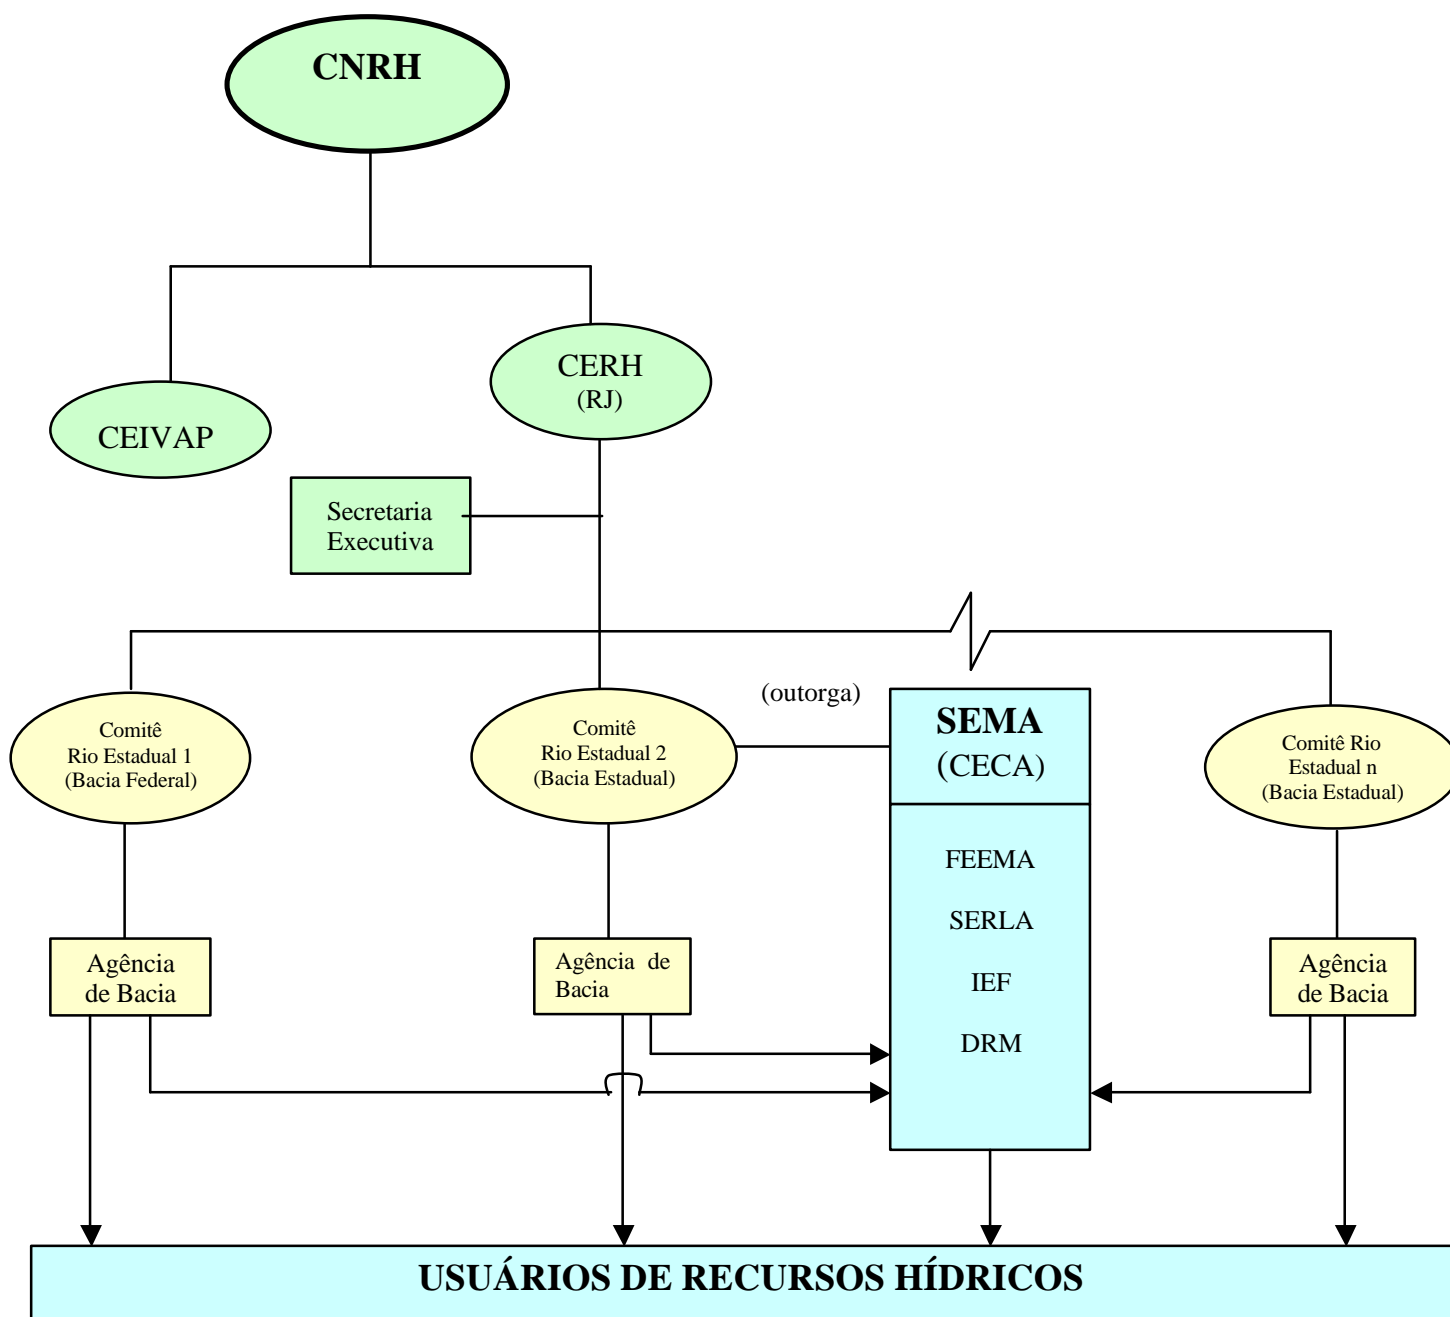 CNRH
CERH
(RJ)
CEIVAP
Secretaria
Executiva
(outorga)
Comitê
Rio Estadual 1
(Bacia Federal)
Comitê
Rio Estadual 2
(Bacia Estadual)
SEMA
(CECA)
Comitê Rio
Estadual n
(Bacia Estadual)
FEEMA
SERLA
IEF
DRM
Agência
de Bacia
Agência de
Bacia
Agência
de Bacia
USUÁRIOS DE RECURSOS HÍDRICOS